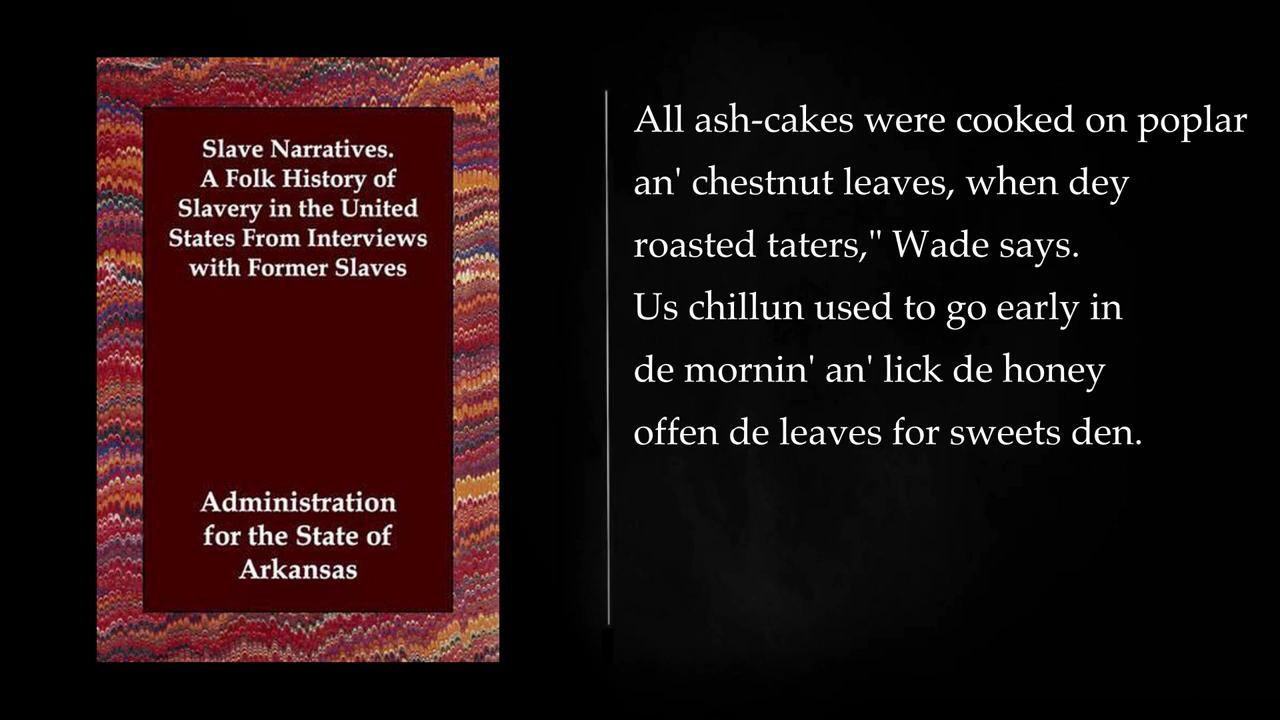 Slave Narratives.
A Folk History of
Slavery in the United
States From Interviews
with Former Slaves
Administration
for the State of
Arkansas
All ash-cakes were cooked on poplar
an' chestnut leaves, when dey
roasted taters," Wade says.
Us chillun used to go early in
de mornin' an' lick de honey
offen de leaves for sweets den.